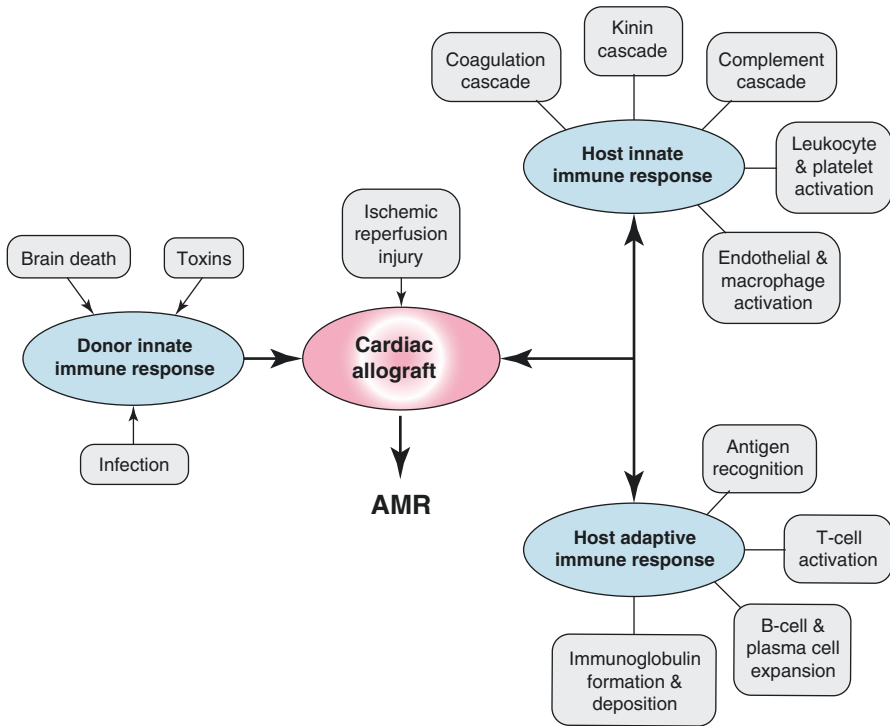 Kinin
cascade
Coagulation
cascade
Complement
cascade
Host innate
immune response
Leukocyte
& platelet
activation
Endothelial &
macrophage
activation
Ischemic
reperfusion
injury
Brain death
Toxins
Donor innate
immune response
Infection
Cardiac
allograft
AMR
Antigen
recognition
Host adaptive
immune response
T-cell
activation
B-cell &
plasma cell
expansion
Immunoglobulin
formation &
deposition